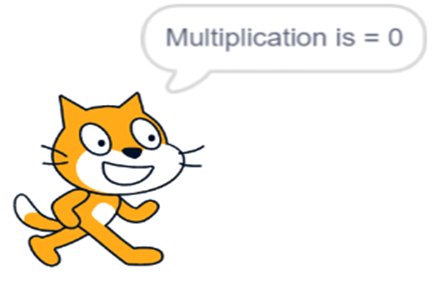 Multiplication is = 0